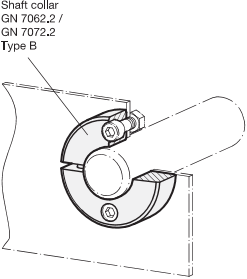 Shaft collar
GN 7062.2 /
GN 7072.2
Type B